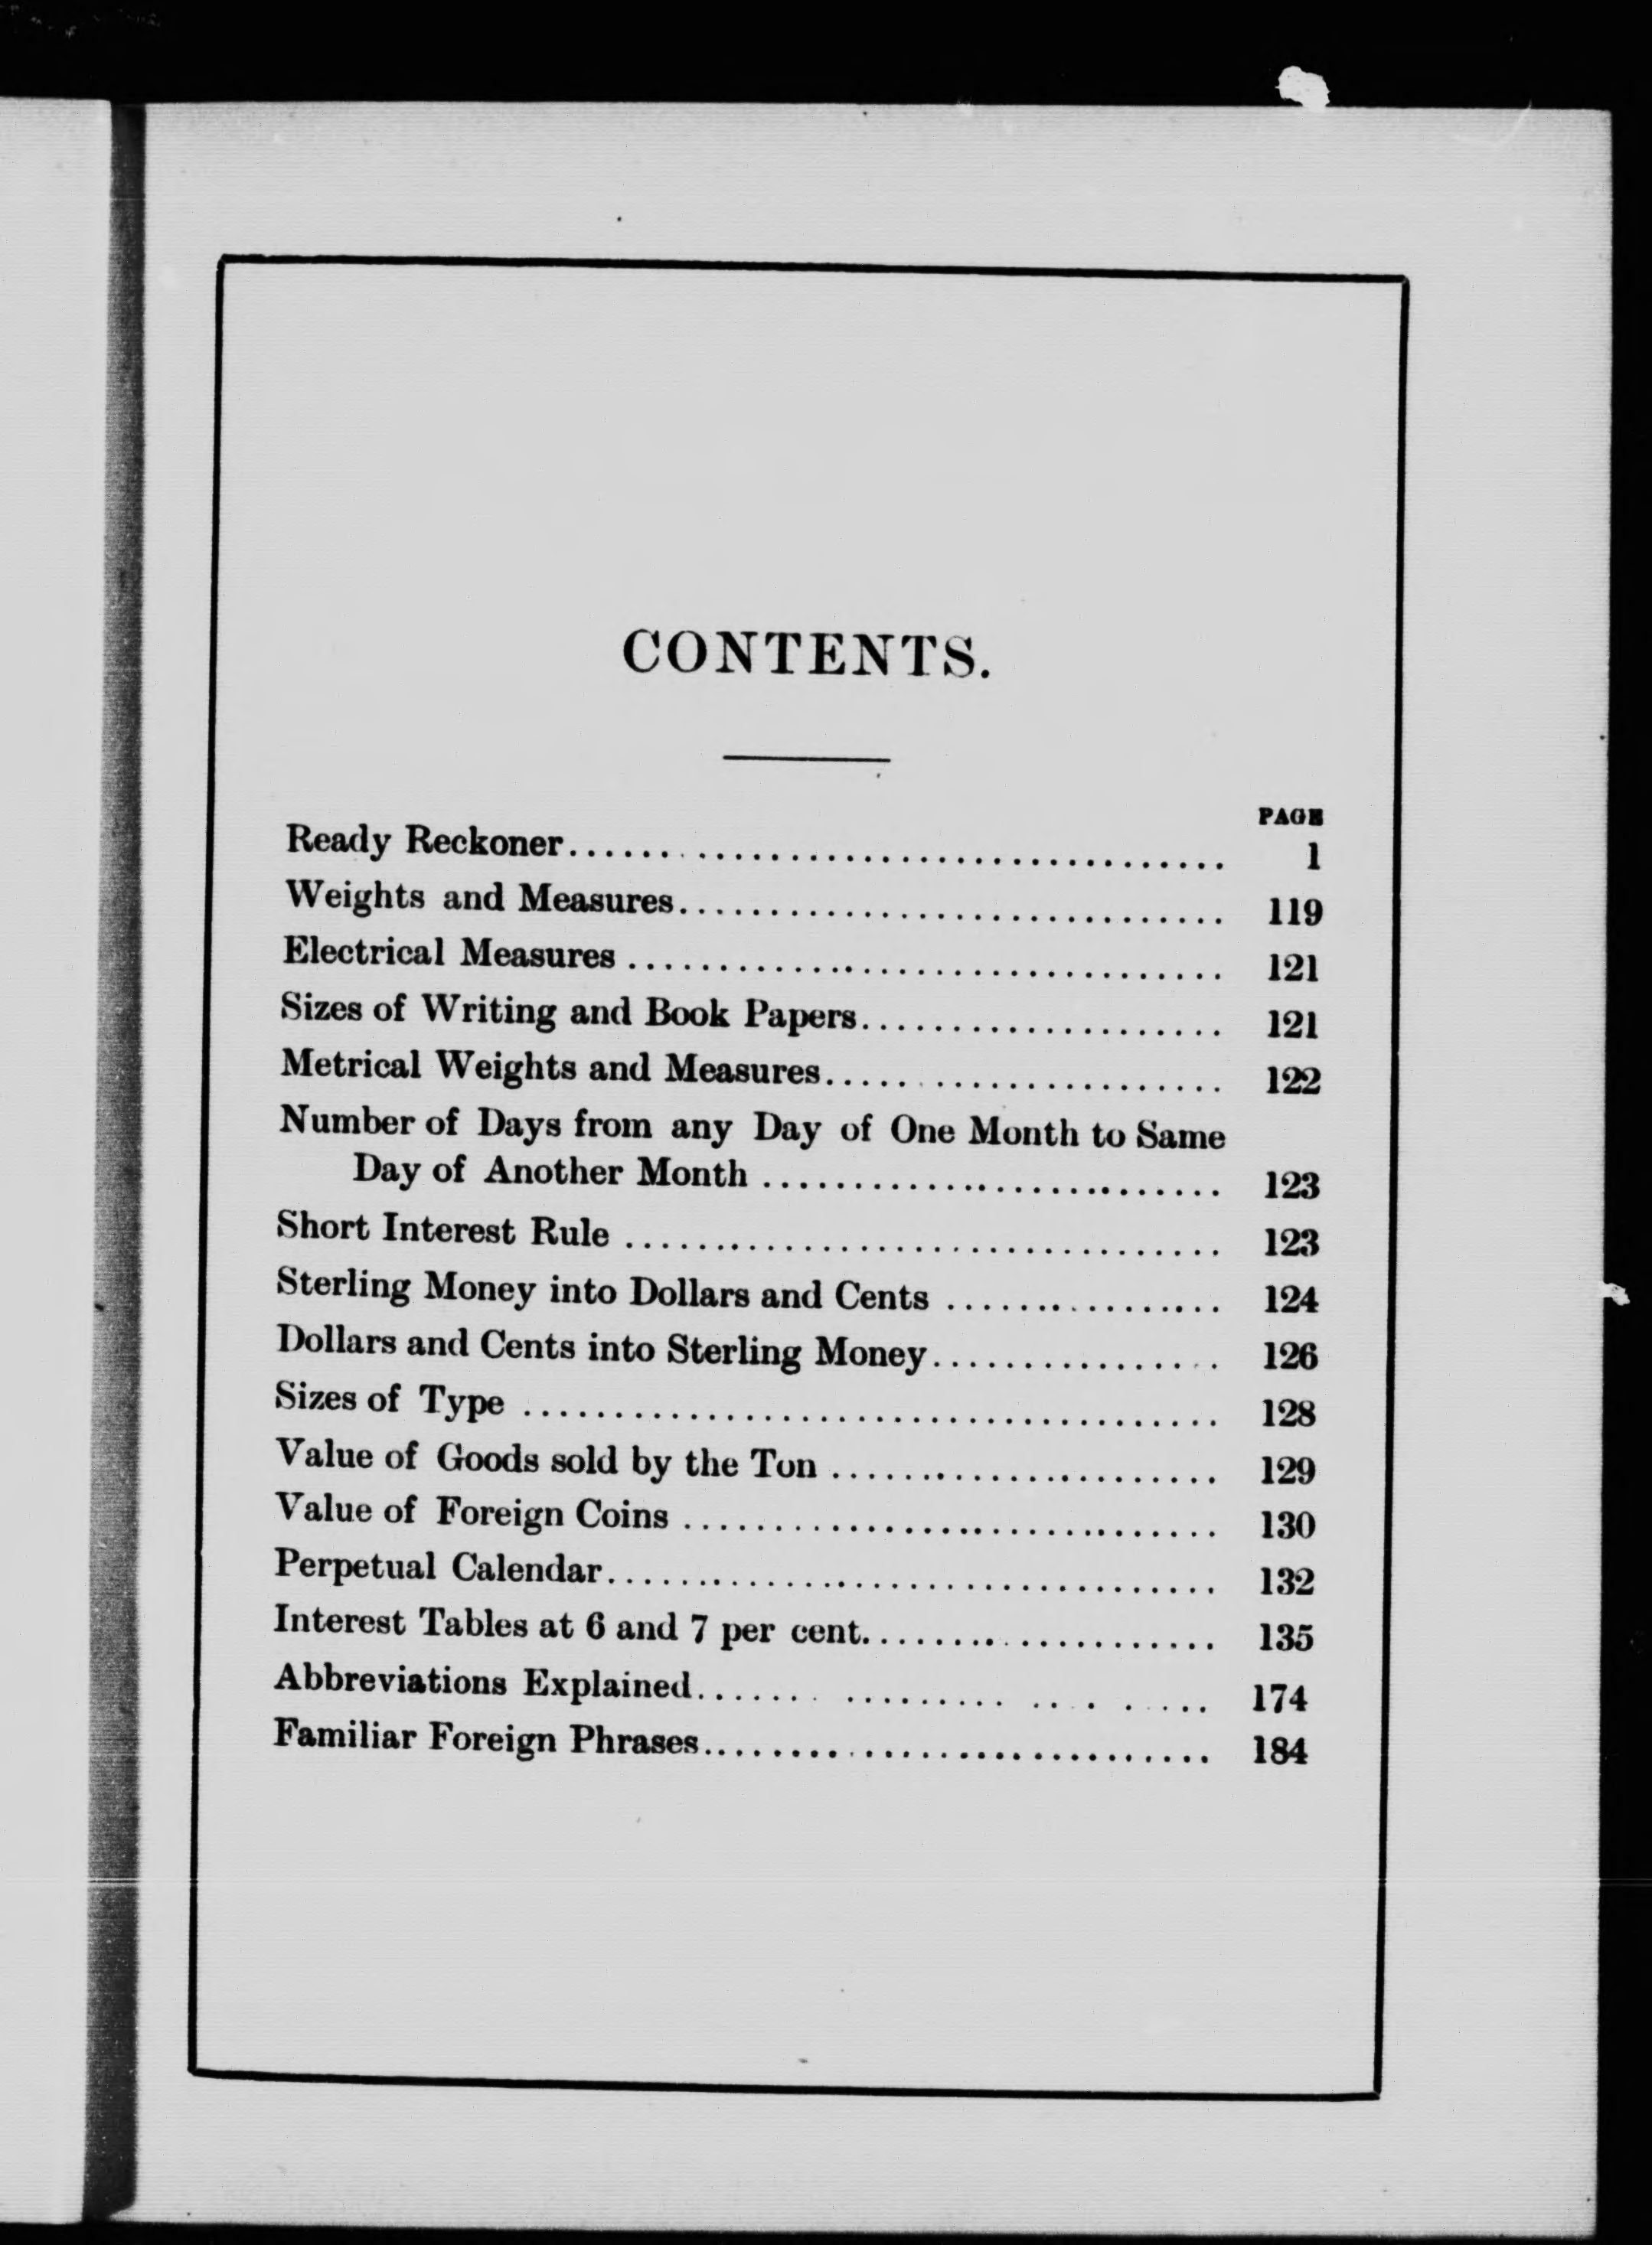 CONTENTS.
PAGE
Ready Reckoner........................................ 1
Weights and Measures................................. 119
Electrical Measures .................................... 121
Sizes of Writing and Book Papers...................... 121
Metrical Weights and Measures........................ 122
Number of Days from any Day of One Month to Same
Day of Another Month ............................ 123
Short Interest Rule .................................... 123
Sterling Money into Dollars and Cents ................ 124
Dollars and Cents into Sterling Money................. 126
Sizes of Type .......................................... 128
Value of Goods sold by the Ton ....................... 129
Value of Foreign Coins ................................ 130
Perpetual Calendar..................................... 132
Interest Tables at 6 and 7 per cent..................... 135
Abbreviations Explained............................... 174
Familiar Foreign Phrases............................... 184